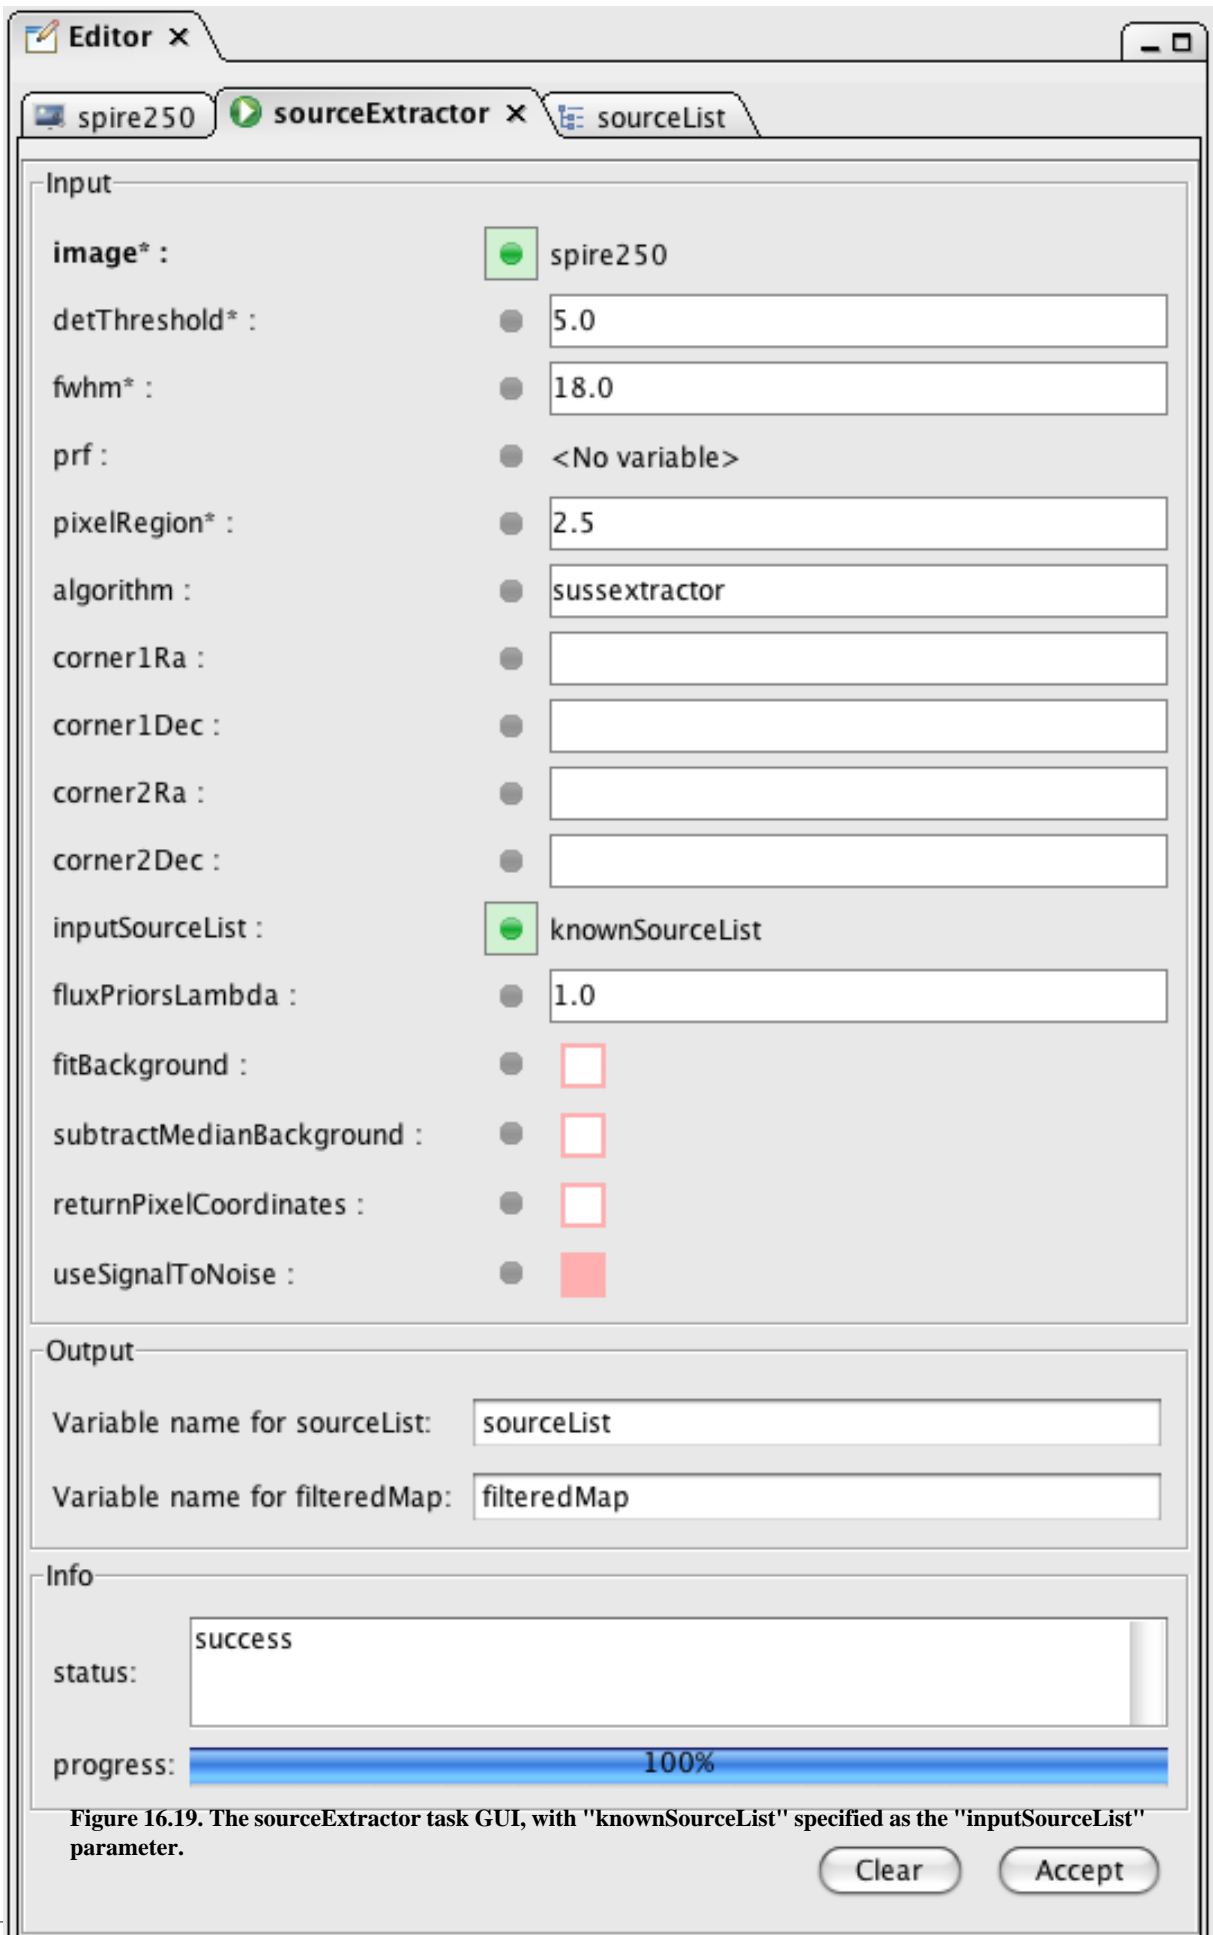 Editor ×
spire250 sourceExtractor × sourceList
Input
image* : spire250
detThreshold* : 5.0
fwhm* : 18.0
prf : <No variable>
pixelRegion* : 2.5
algorithm : sussextractor
corner1Ra :
corner1Dec :
corner2Ra :
corner2Dec :
inputSourceList : knownSourceList
fluxPriorsLambda : 1.0
fitBackground :
subtractMedianBackground :
returnPixelCoordinates :
useSignalToNoise :
Output
Variable name for sourceList: sourceList
Variable name for filteredMap: filteredMap
Info
status: success
progress: 100%
Figure 16.19. The sourceExtractor task GUI, with "knownSourceList" specified as the "inputSourceList"
parameter.
Clear Accept